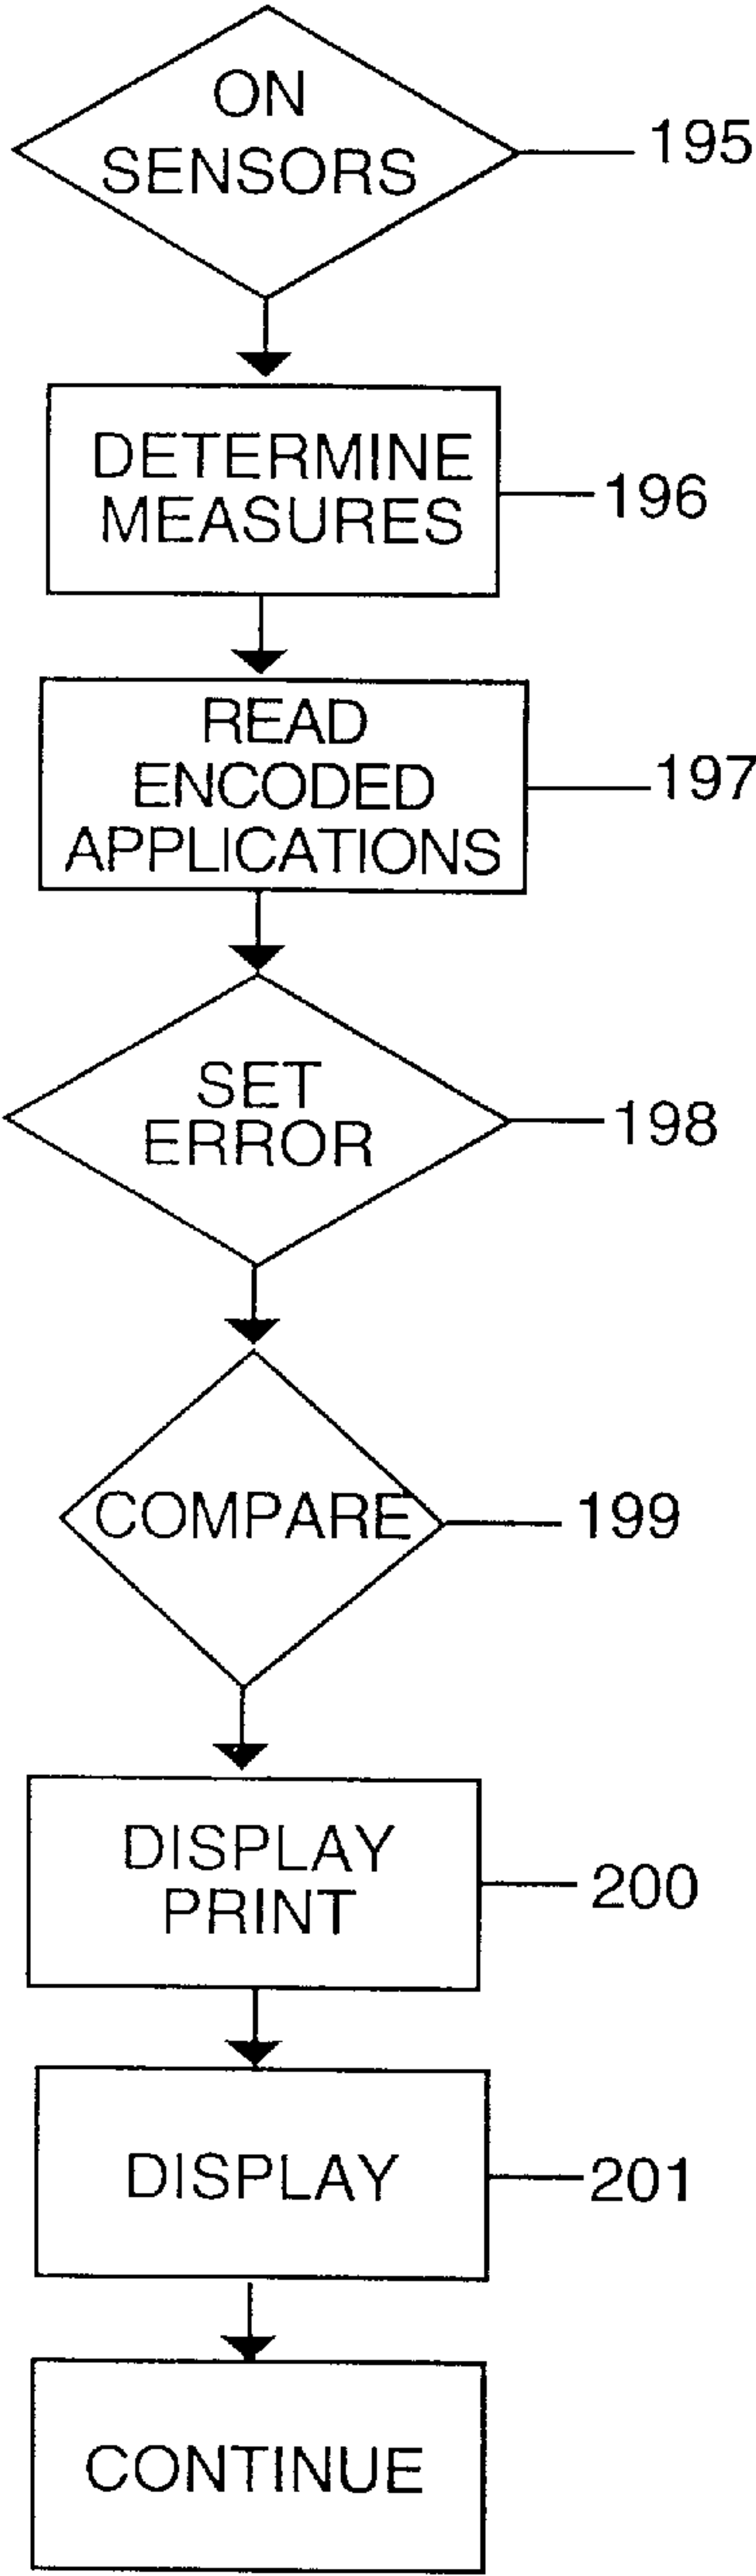 ON
SENSORS
195
DETERMINE
MEASURES
196
READ
ENCODED
APPLICATIONS
197
SET
ERROR
198
COMPARE
199
DISPLAY
PRINT
200
DISPLAY
201
CONTINUE